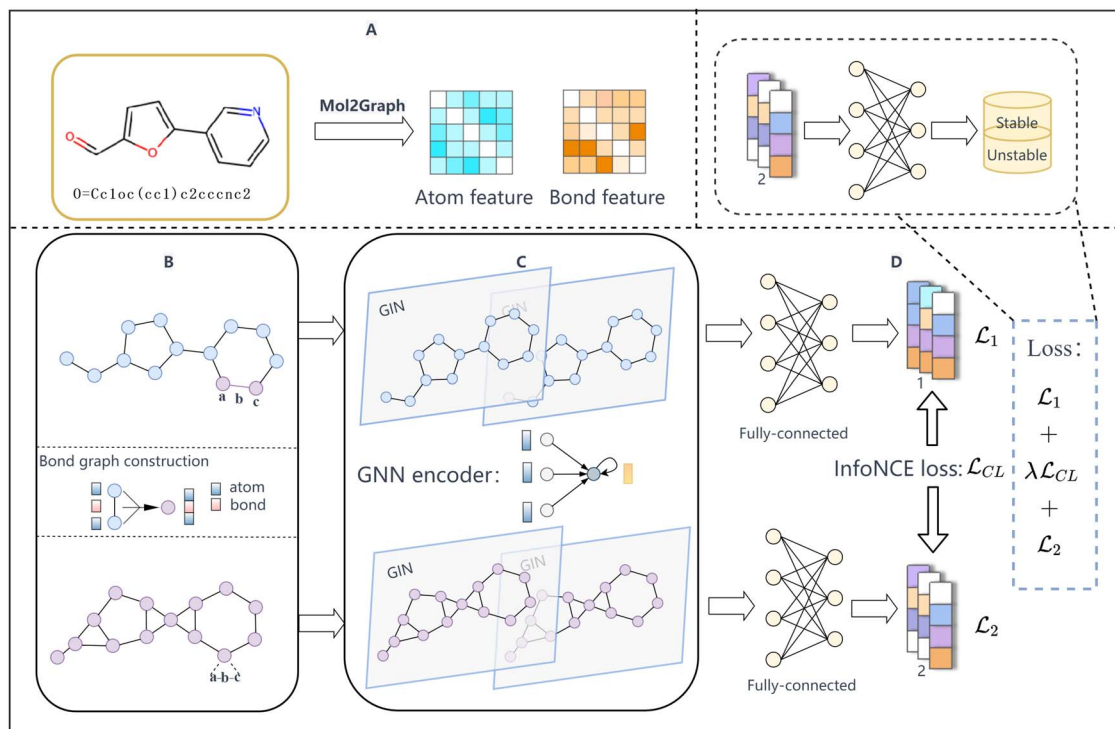 A
Mol2Graph
O=Cc1oc(cc1)c2cccnc2
Atom feature
Bond feature
2
Stable
Unstable
B
a b c
Bond graph construction
atom
bond
a-b-c
C
GIN
GIN
GNN encoder:
GIN
GIN
D
Fully-connected
1
ℒ1
InfoNCE loss: ℒCL
Fully-connected
2
ℒ2
Loss:
ℒ1
+
λℒCL
+
ℒ2